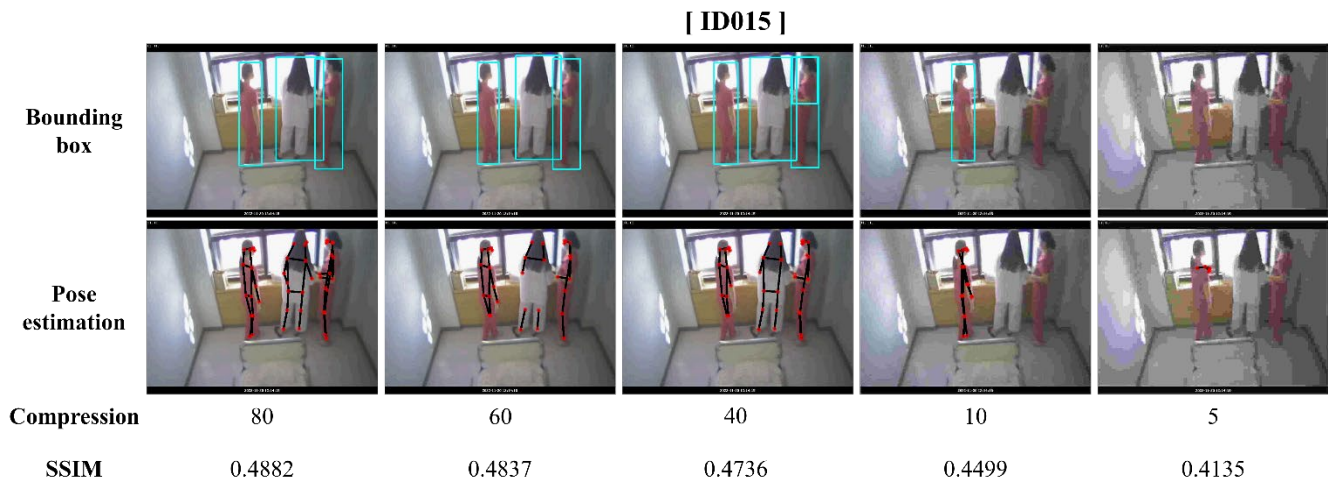 [ ID015 ]
Bounding
box
Pose
estimation
Compression 80 60 40 10 5
SSIM 0.4882 0.4837 0.4736 0.4499 0.4135